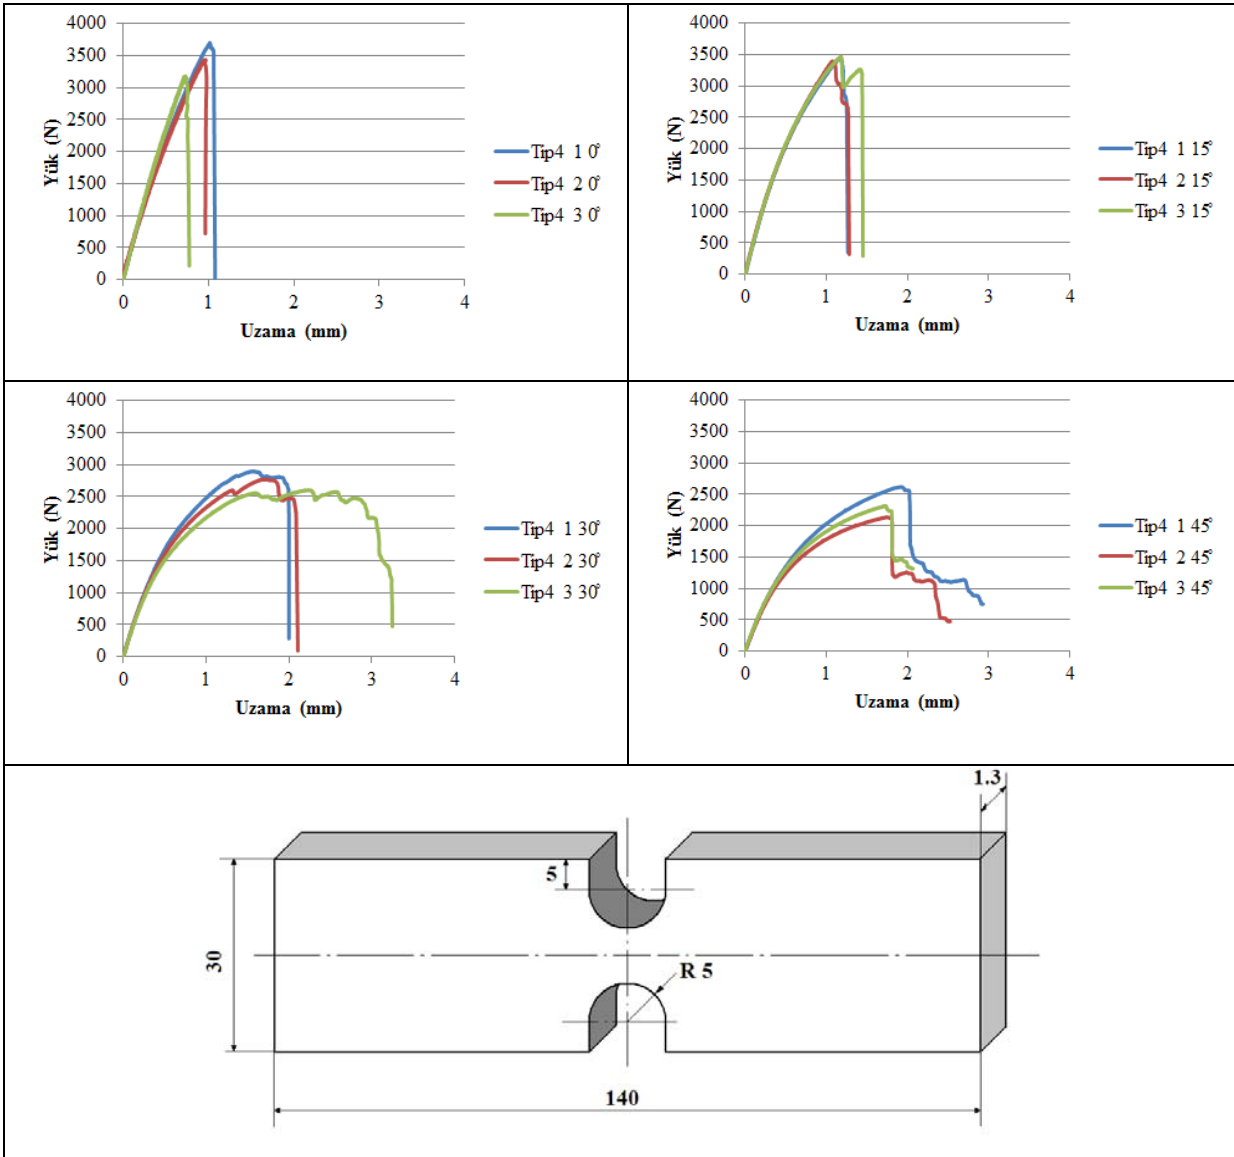 4000
3500
3000
2500
2000
1500
1000
500
0
Yük (N)
0 1 2 3 4
Uzama (mm)
Tip4 1 0°
Tip4 2 0°
Tip4 3 0°
4000
3500
3000
2500
2000
1500
1000
500
0
Yük (N)
0 1 2 3 4
Uzama (mm)
Tip4 1 15°
Tip4 2 15°
Tip4 3 15°
4000
3500
3000
2500
2000
1500
1000
500
0
Yük (N)
0 1 2 3 4
Uzama (mm)
Tip4 1 30°
Tip4 2 30°
Tip4 3 30°
4000
3500
3000
2500
2000
1500
1000
500
0
Yük (N)
0 1 2 3 4
Uzama (mm)
Tip4 1 45°
Tip4 2 45°
Tip4 3 45°
1.3
5
30
R 5
140